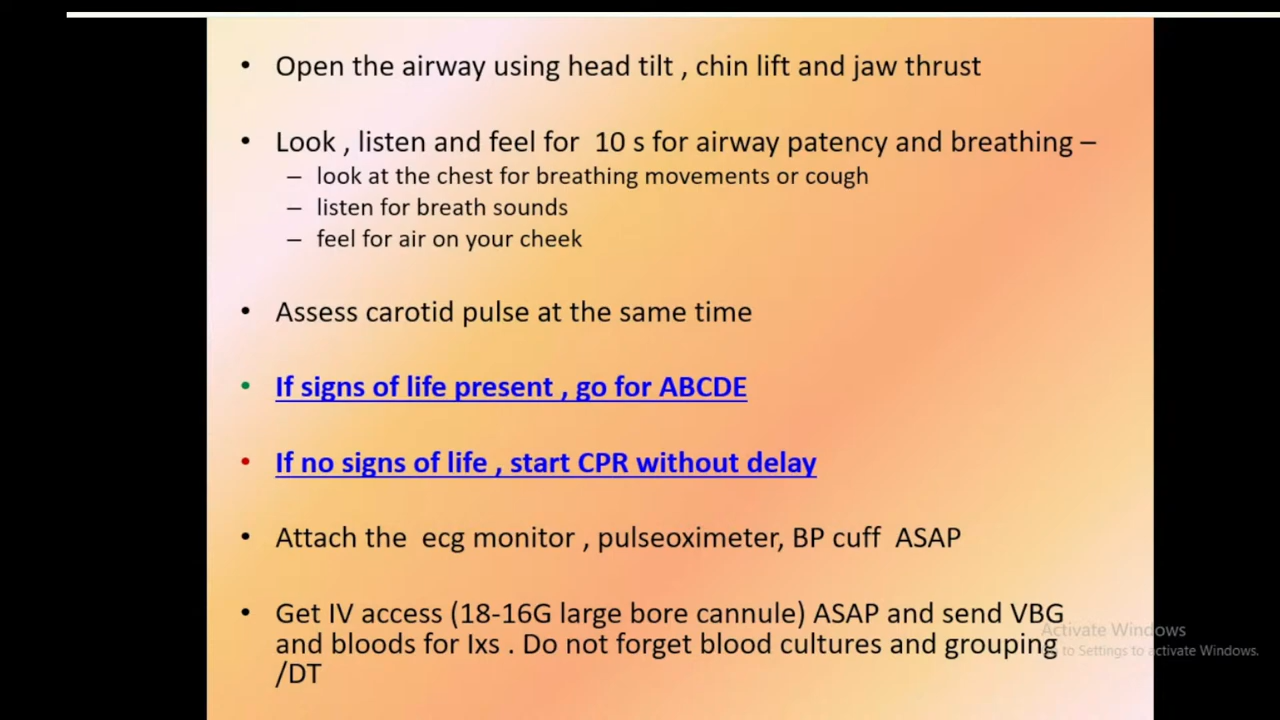 • Open the airway using head tilt , chin lift and jaw thrust
• Look , listen and feel for 10 s for airway patency and breathing –
– look at the chest for breathing movements or cough
– listen for breath sounds
– feel for air on your cheek
• Assess carotid pulse at the same time
• If signs of life present , go for ABCDE
• If no signs of life , start CPR without delay
• Attach the ecg monitor , pulseoximeter, BP cuff ASAP
• Get IV access (18-16G large bore cannule) ASAP and send VBG
and bloods for Ixs . Do not forget blood cultures and grouping
/DT
Activate Windows
to Settings to activate Windows.